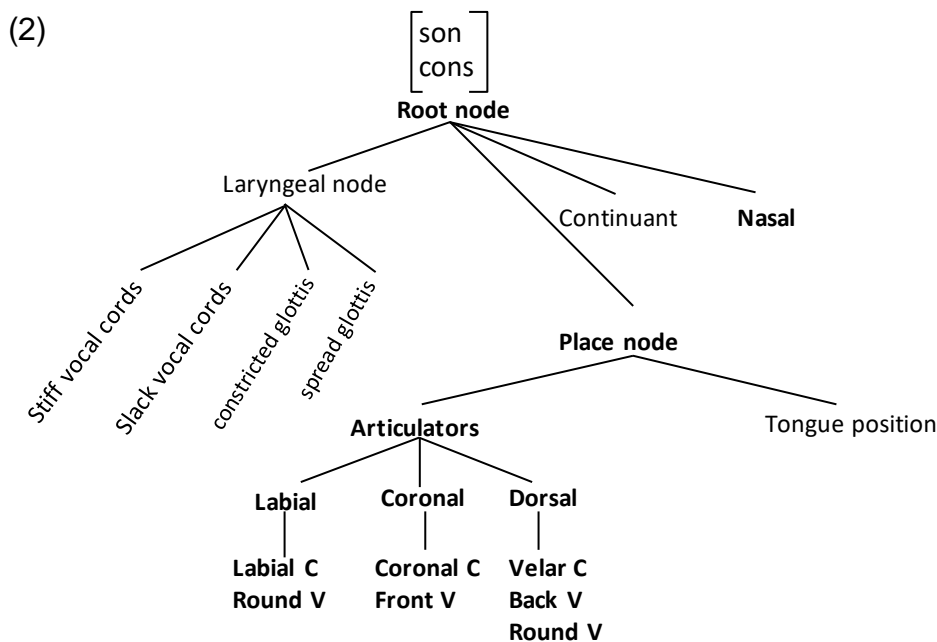 (2)
son
cons
Root node
Laryngeal node
Continuant
Nasal
Stiff vocal cords
Slack vocal cords
constricted glottis
spread glottis
Place node
Articulators
Tongue position
Labial
Coronal
Dorsal
Labial C
Coronal C
Velar C
Round V
Front V
Back V
Round V